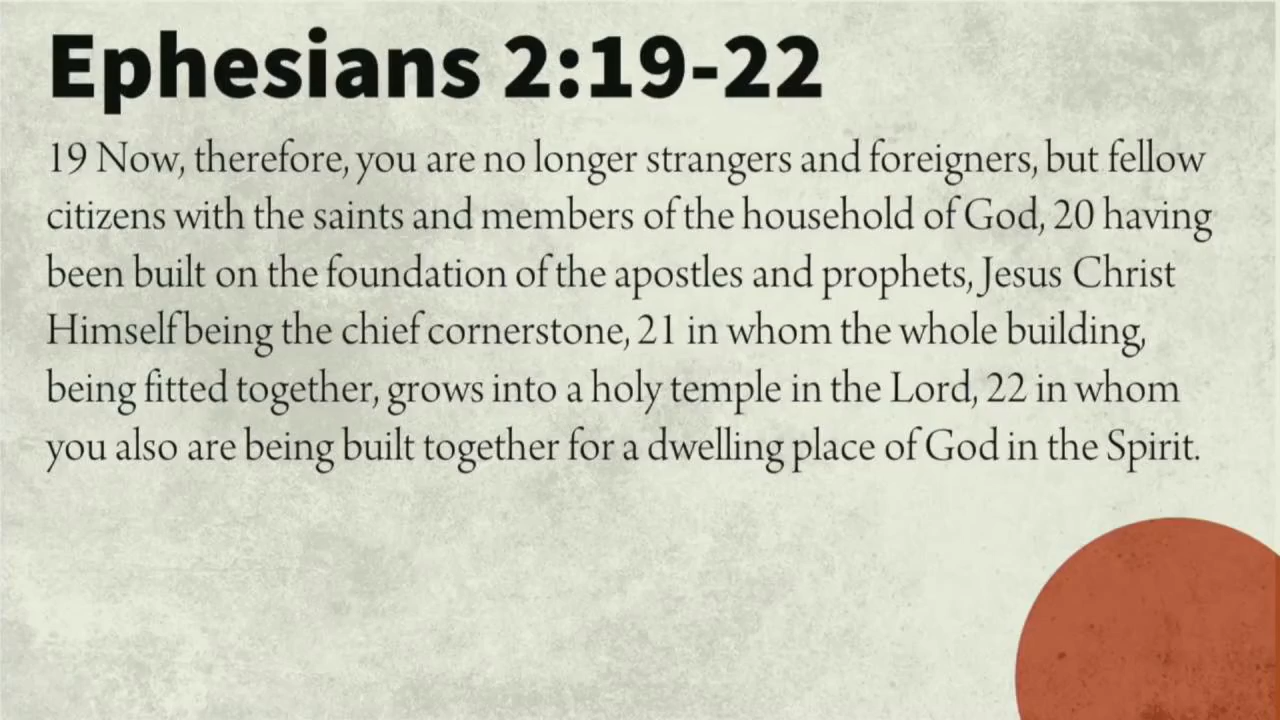 Ephesians 2:19-22
19 Now, therefore, you are no longer strangers and foreigners, but fellow
citizens with the saints and members of the household of God, 20 having
been built on the foundation of the apostles and prophets, Jesus Christ
Himself being the chief cornerstone, 21 in whom the whole building,
being fitted together, grows into a holy temple in the Lord, 22 in whom
you also are being built together for a dwelling place of God in the Spirit.